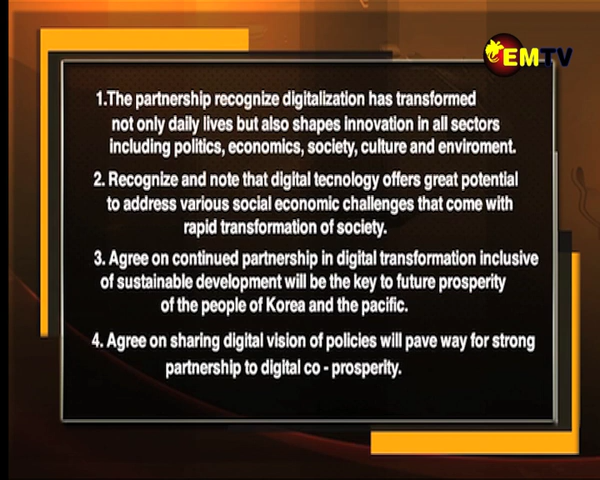 EMTV
1.The partnership recognize digitalization has transformed
not only daily lives but also shapes innovation in all sectors
including politics, economics, society, culture and enviroment.
2. Recognize and note that digital tecnology offers great potential
to address various social economic challenges that come with
rapid transformation of society.
3. Agree on continued partnership in digital transformation inclusive
of sustainable development will be the key to future prosperity
of the people of Korea and the pacific.
4. Agree on sharing digital vision of policies will pave way for strong
partnership to digital co - prosperity.